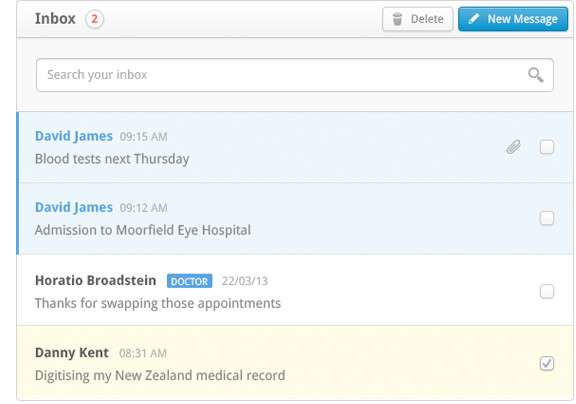 Inbox 2 Delete New Message
Search your inbox
David James 09:15 AM
Blood tests next Thursday
David James 09:12 AM
Admission to Moorfield Eye Hospital
Horatio Broadstein DOCTOR 22/03/13
Thanks for swapping those appointments
Danny Kent 08:31 AM
Digitising my New Zealand medical record